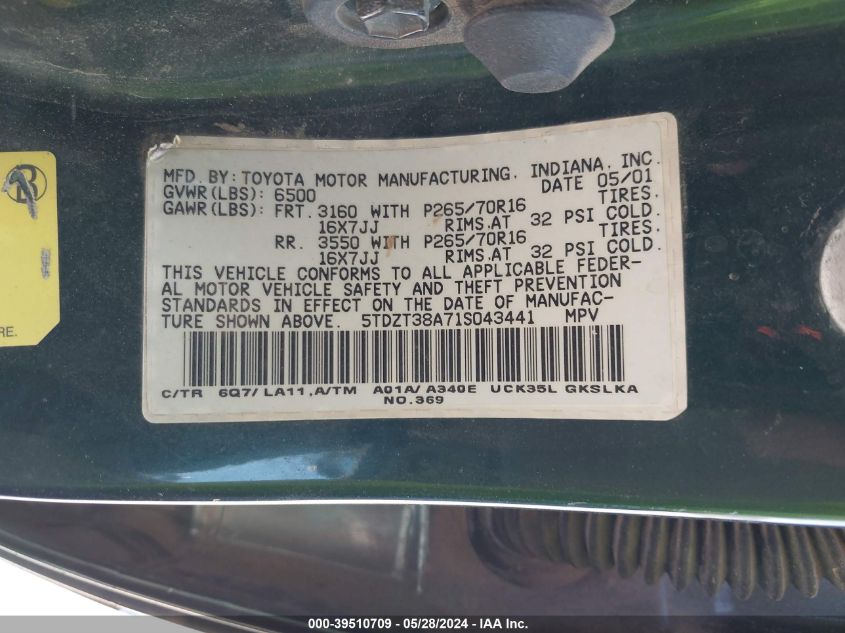 MFD. BY: TOYOTA MOTOR MANUFACTURING, INDIANA, INC.
GVWR(LBS): 6500 DATE 05/01
GAWR(LBS): FRT. 3160 WITH P265/70R16 TIRES.
16X7JJ RIMS.AT 32 PSI COLD.
RR. 3550 WITH P265/70R16 TIRES.
16X7JJ RIMS.AT 32 PSI COLD.
THIS VEHICLE CONFORMS TO ALL APPLICABLE FEDER-
AL MOTOR VEHICLE SAFETY AND THEFT PREVENTION
STANDARDS IN EFFECT ON THE DATE OF MANUFAC-
TURE SHOWN ABOVE. 5TDZT38A71S043441 MPV
C/TR 6Q7/LA11,A/TM A01A/A340E UCK35L GKSLKA
NO.369
R
000-39510709 - 05/28/2024 - IAA Inc.